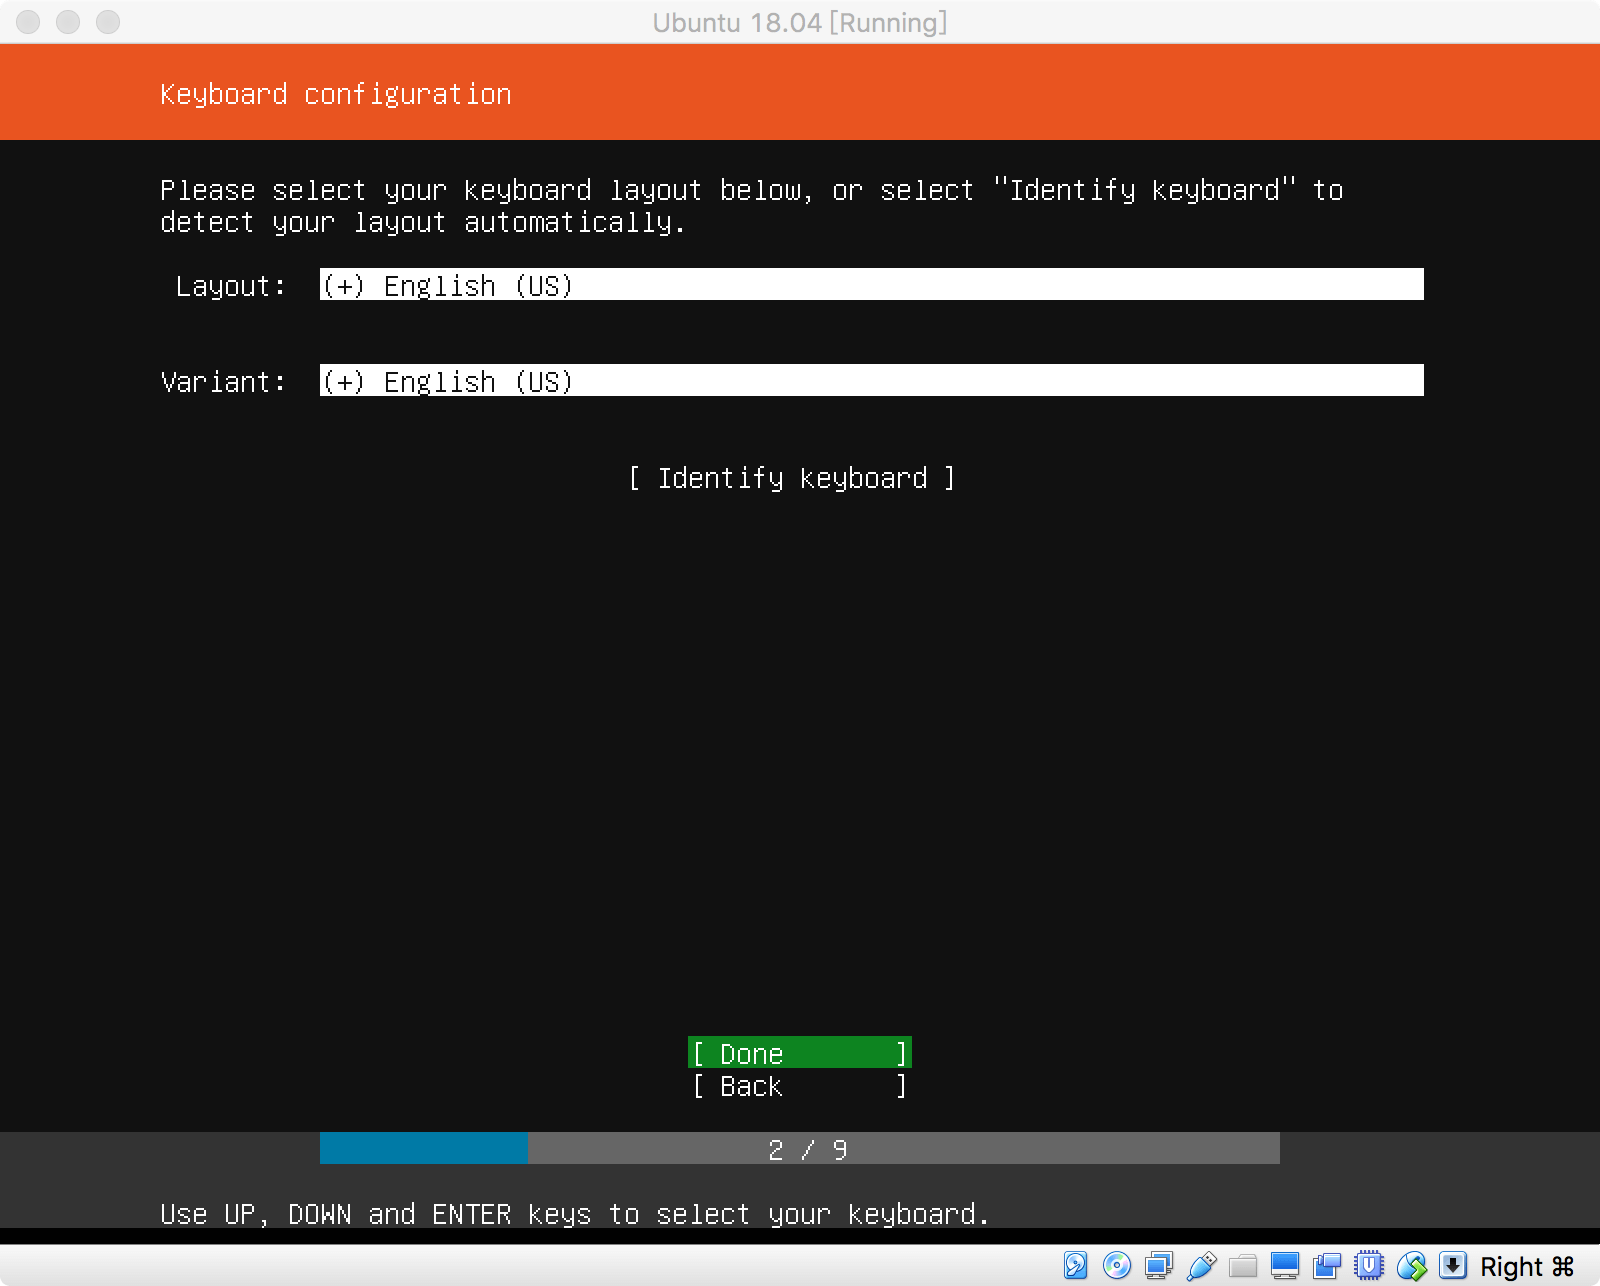 Ubuntu 18.04 [Running]
Keyboard configuration
Please select your keyboard layout below, or select "Identify keyboard" to
detect your layout automatically.
Layout: (+) English (US)
Variant: (+) English (US)
[ Identify keyboard ]
[ Done ]
[ Back ]
2 / 9
Use UP, DOWN and ENTER keys to select your keyboard.
Right ⌘